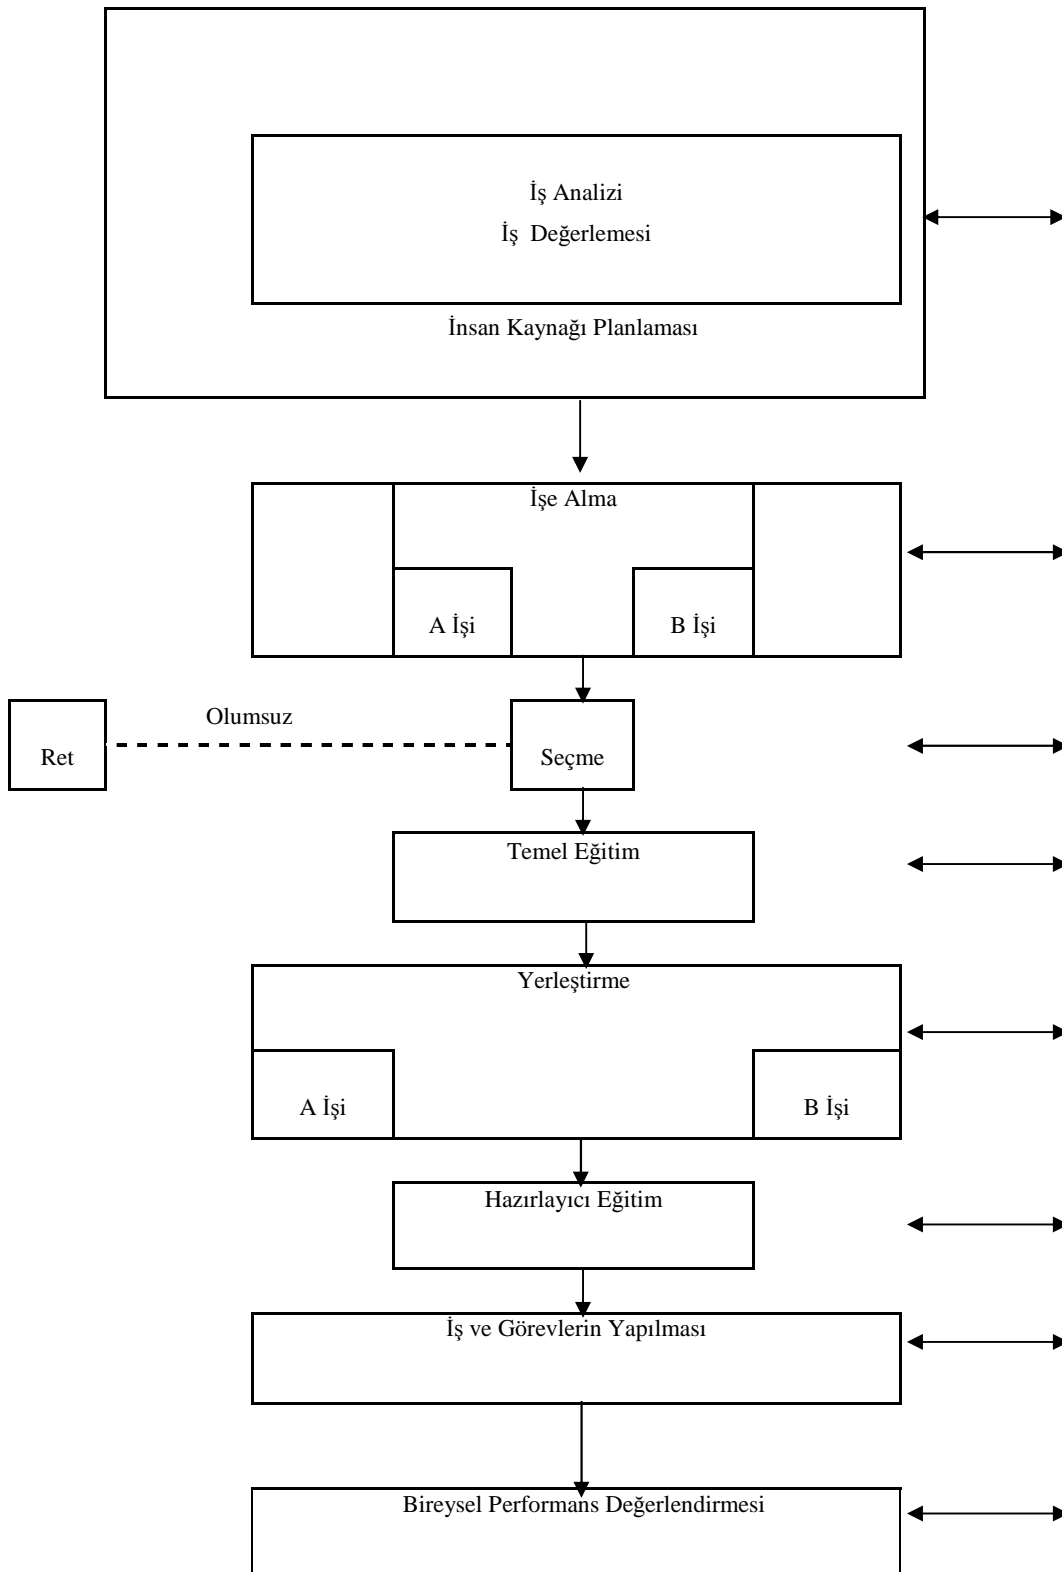 İş Analizi
İş Değerlemesi
İnsan Kaynağı Planlaması
İşe Alma
A İşi
B İşi
Olumsuz
Ret
Seçme
Temel Eğitim
Yerleştirme
A İşi
B İşi
Hazırlayıcı Eğitim
İş ve Görevlerin Yapılması
Bireysel Performans Değerlendirmesi